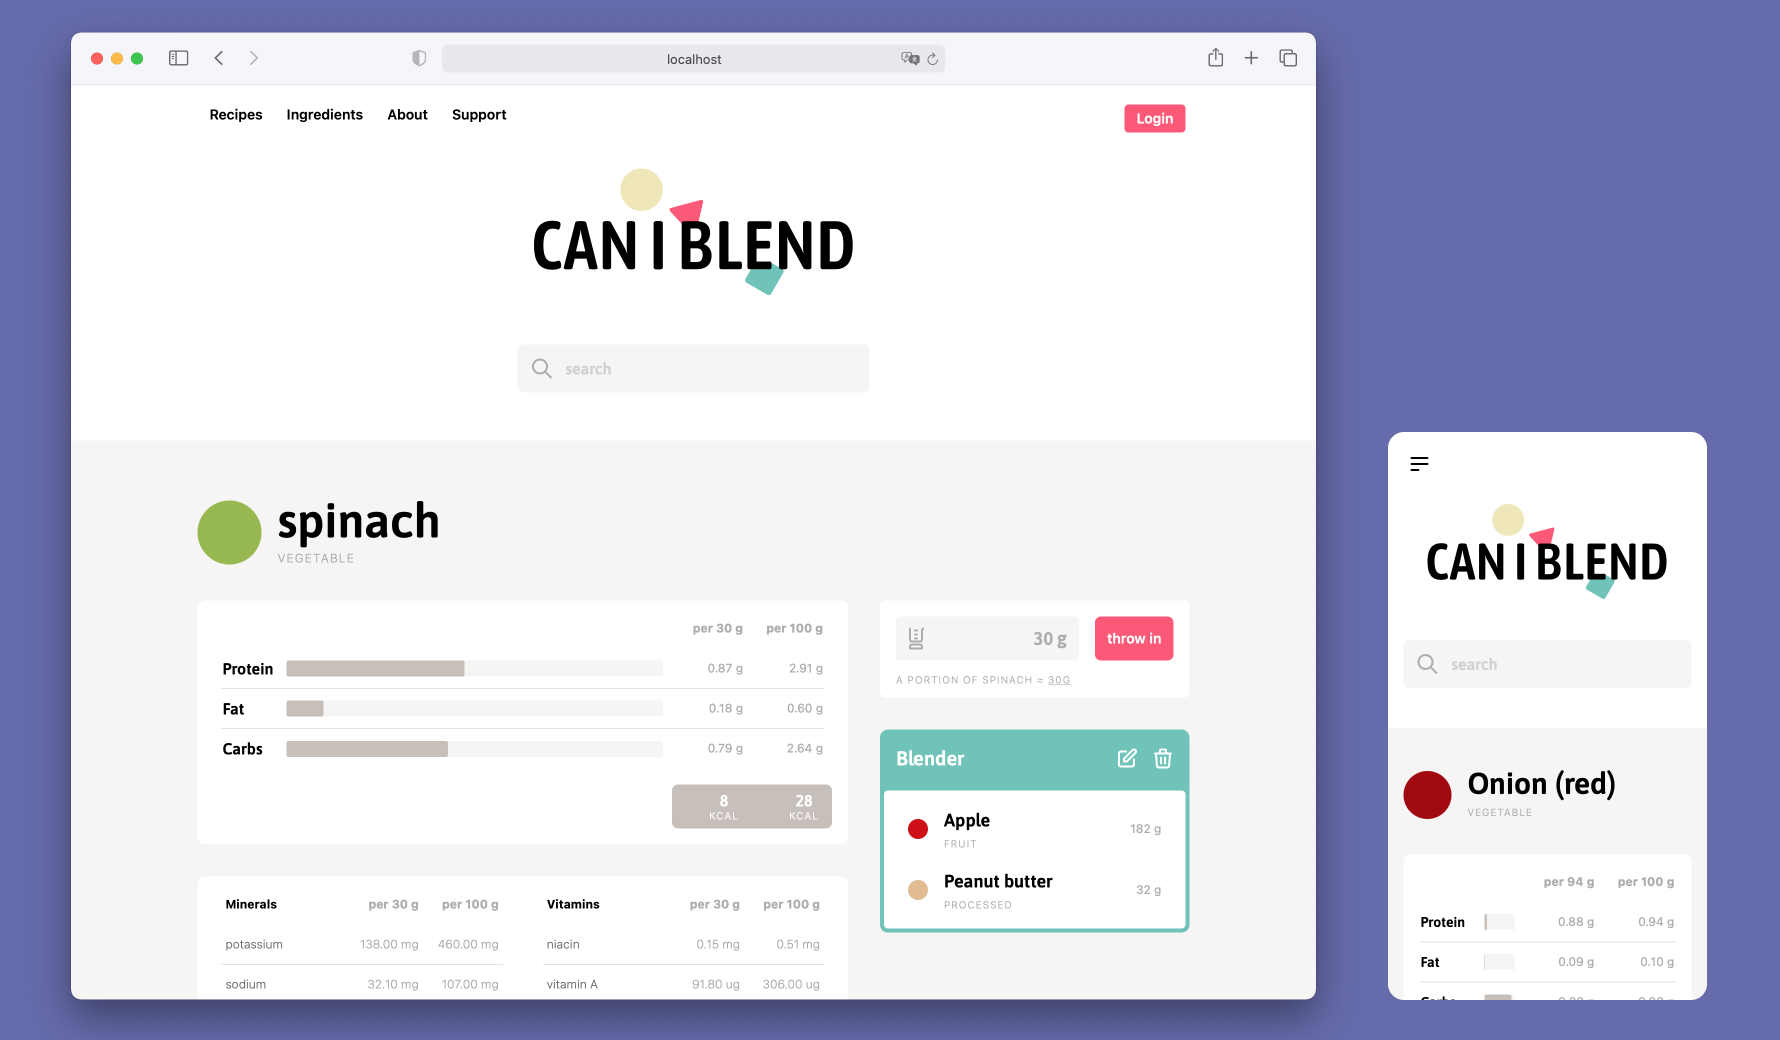 localhost
Recipes Ingredients About Support Login
CAN I BLEND
search
spinach
VEGETABLE
per 30 g per 100 g
Protein 0.87 g 2.91 g
Fat 0.18 g 0.60 g
Carbs 0.79 g 2.64 g
8 28
KCAL KCAL
Minerals per 30 g per 100 g Vitamins per 30 g per 100 g
potassium 138.00 mg 460.00 mg niacin 0.15 mg 0.51 mg
sodium 32.10 mg 107.00 mg vitamin A 91.80 ug 306.00 ug
30 g throw in
A PORTION OF SPINACH ≈ 30G
Blender
Apple 182 g
FRUIT
Peanut butter 32 g
PROCESSED
CAN I BLEND
search
Onion (red)
VEGETABLE
per 94 g per 100 g
Protein 0.88 g 0.94 g
Fat 0.09 g 0.10 g